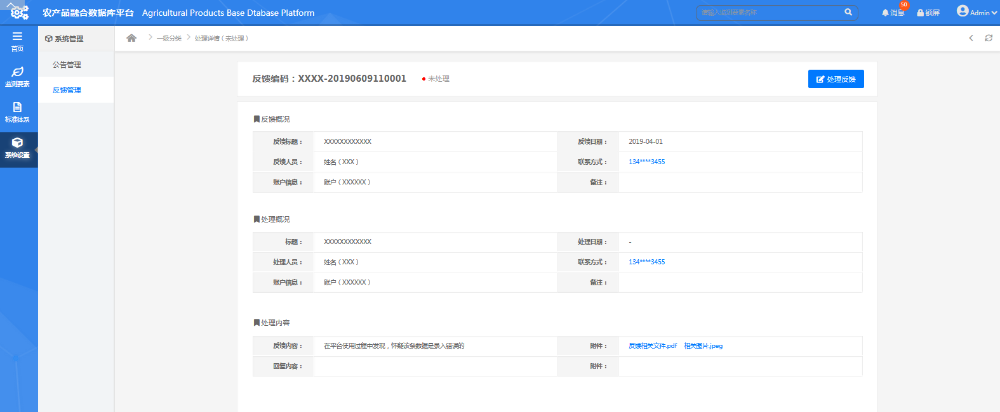 农产品融合数据库平台 Agricultural Products Base Dtabase Platform
请输入监测要素名称
消息 50
锁屏
Admin
首页
监测要素
标准体系
系统设置
系统管理
公告管理
反馈管理
一级分类 处理详情（未处理）
反馈编码：XXXX-20190609110001 未处理
处理反馈
反馈概况
反馈标题： XXXXXXXXXXXX 反馈日期： 2019-04-01
反馈人员： 姓名（XXX） 联系方式： 134****3455
账户信息： 账户（XXXXXX） 备注：
处理概况
标题： XXXXXXXXXXXX 处理日期： -
处理人员： 姓名（XXX） 联系方式： 134****3455
账户信息： 账户（XXXXXX） 备注：
处理内容
反馈内容： 在平台使用过程中发现，怀疑该条数据是录入错误的 附件： 反馈相关文件.pdf 相关图片.jpeg
回复内容： 附件：